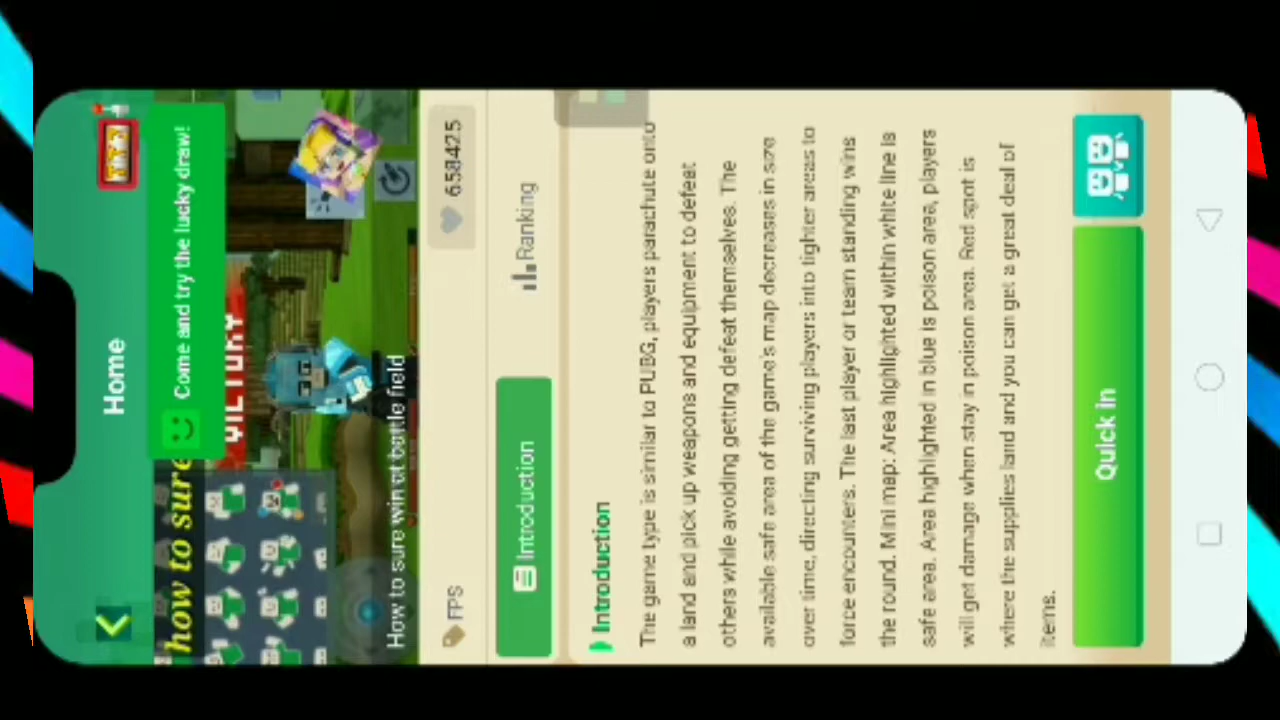 Home
Come and try the lucky draw!
how to sure
VICTORY
How to sure win at battle field
FPS
658425
Introduction
Ranking
Introduction
The game type is similar to PUBG, players parachute onto
a land and pick up weapons and equipment to defeat
others while avoiding getting defeat themselves. The
available safe area of the game's map decreases in size
over time, directing surviving players into tighter areas to
force encounters. The last player or team standing wins
the round. Mini map: Area highlighted within white line is
safe area. Area highlighted in blue is poison area, players
will get damage when stay in poison area. Red spot is
where the supplies land and you can get a great deal of
items.
Quick In